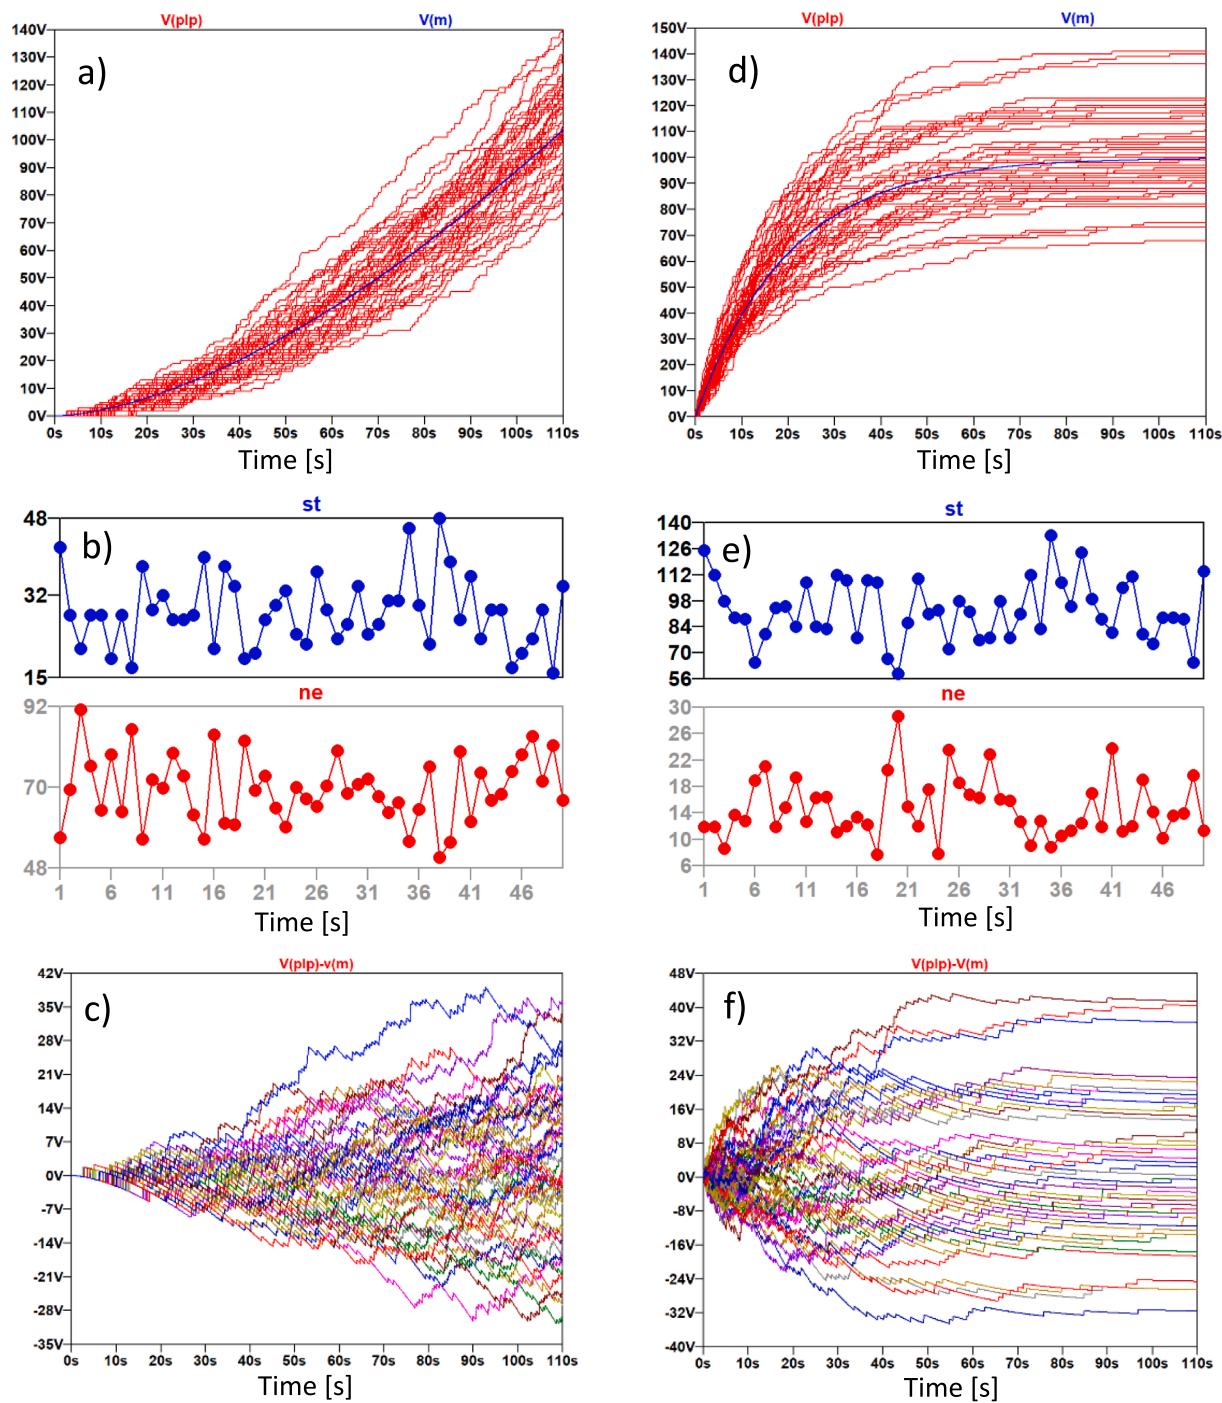 V(plp) V(m)
a)
140V
130V
120V
110V
100V
90V
80V
70V
60V
50V
40V
30V
20V
10V
0V
0s 10s 20s 30s 40s 50s 60s 70s 80s 90s 100s 110s
Time [s]
V(plp) V(m)
d)
150V
140V
130V
120V
110V
100V
90V
80V
70V
60V
50V
40V
30V
20V
10V
0V
0s 10s 20s 30s 40s 50s 60s 70s 80s 90s 100s 110s
Time [s]
st
b)
48
32
15
ne
92
70
48
1 6 11 16 21 26 31 36 41 46
Time [s]
st
e)
140
126
112
98
84
70
56
ne
30
26
22
18
14
10
6
1 6 11 16 21 26 31 36 41 46
Time [s]
V(plp)-v(m)
c)
42V
35V
28V
21V
14V
7V
0V
-7V
-14V
-21V
-28V
-35V
0s 10s 20s 30s 40s 50s 60s 70s 80s 90s 100s 110s
Time [s]
V(plp)-V(m)
f)
48V
40V
32V
24V
16V
8V
0V
-8V
-16V
-24V
-32V
-40V
0s 10s 20s 30s 40s 50s 60s 70s 80s 90s 100s 110s
Time [s]